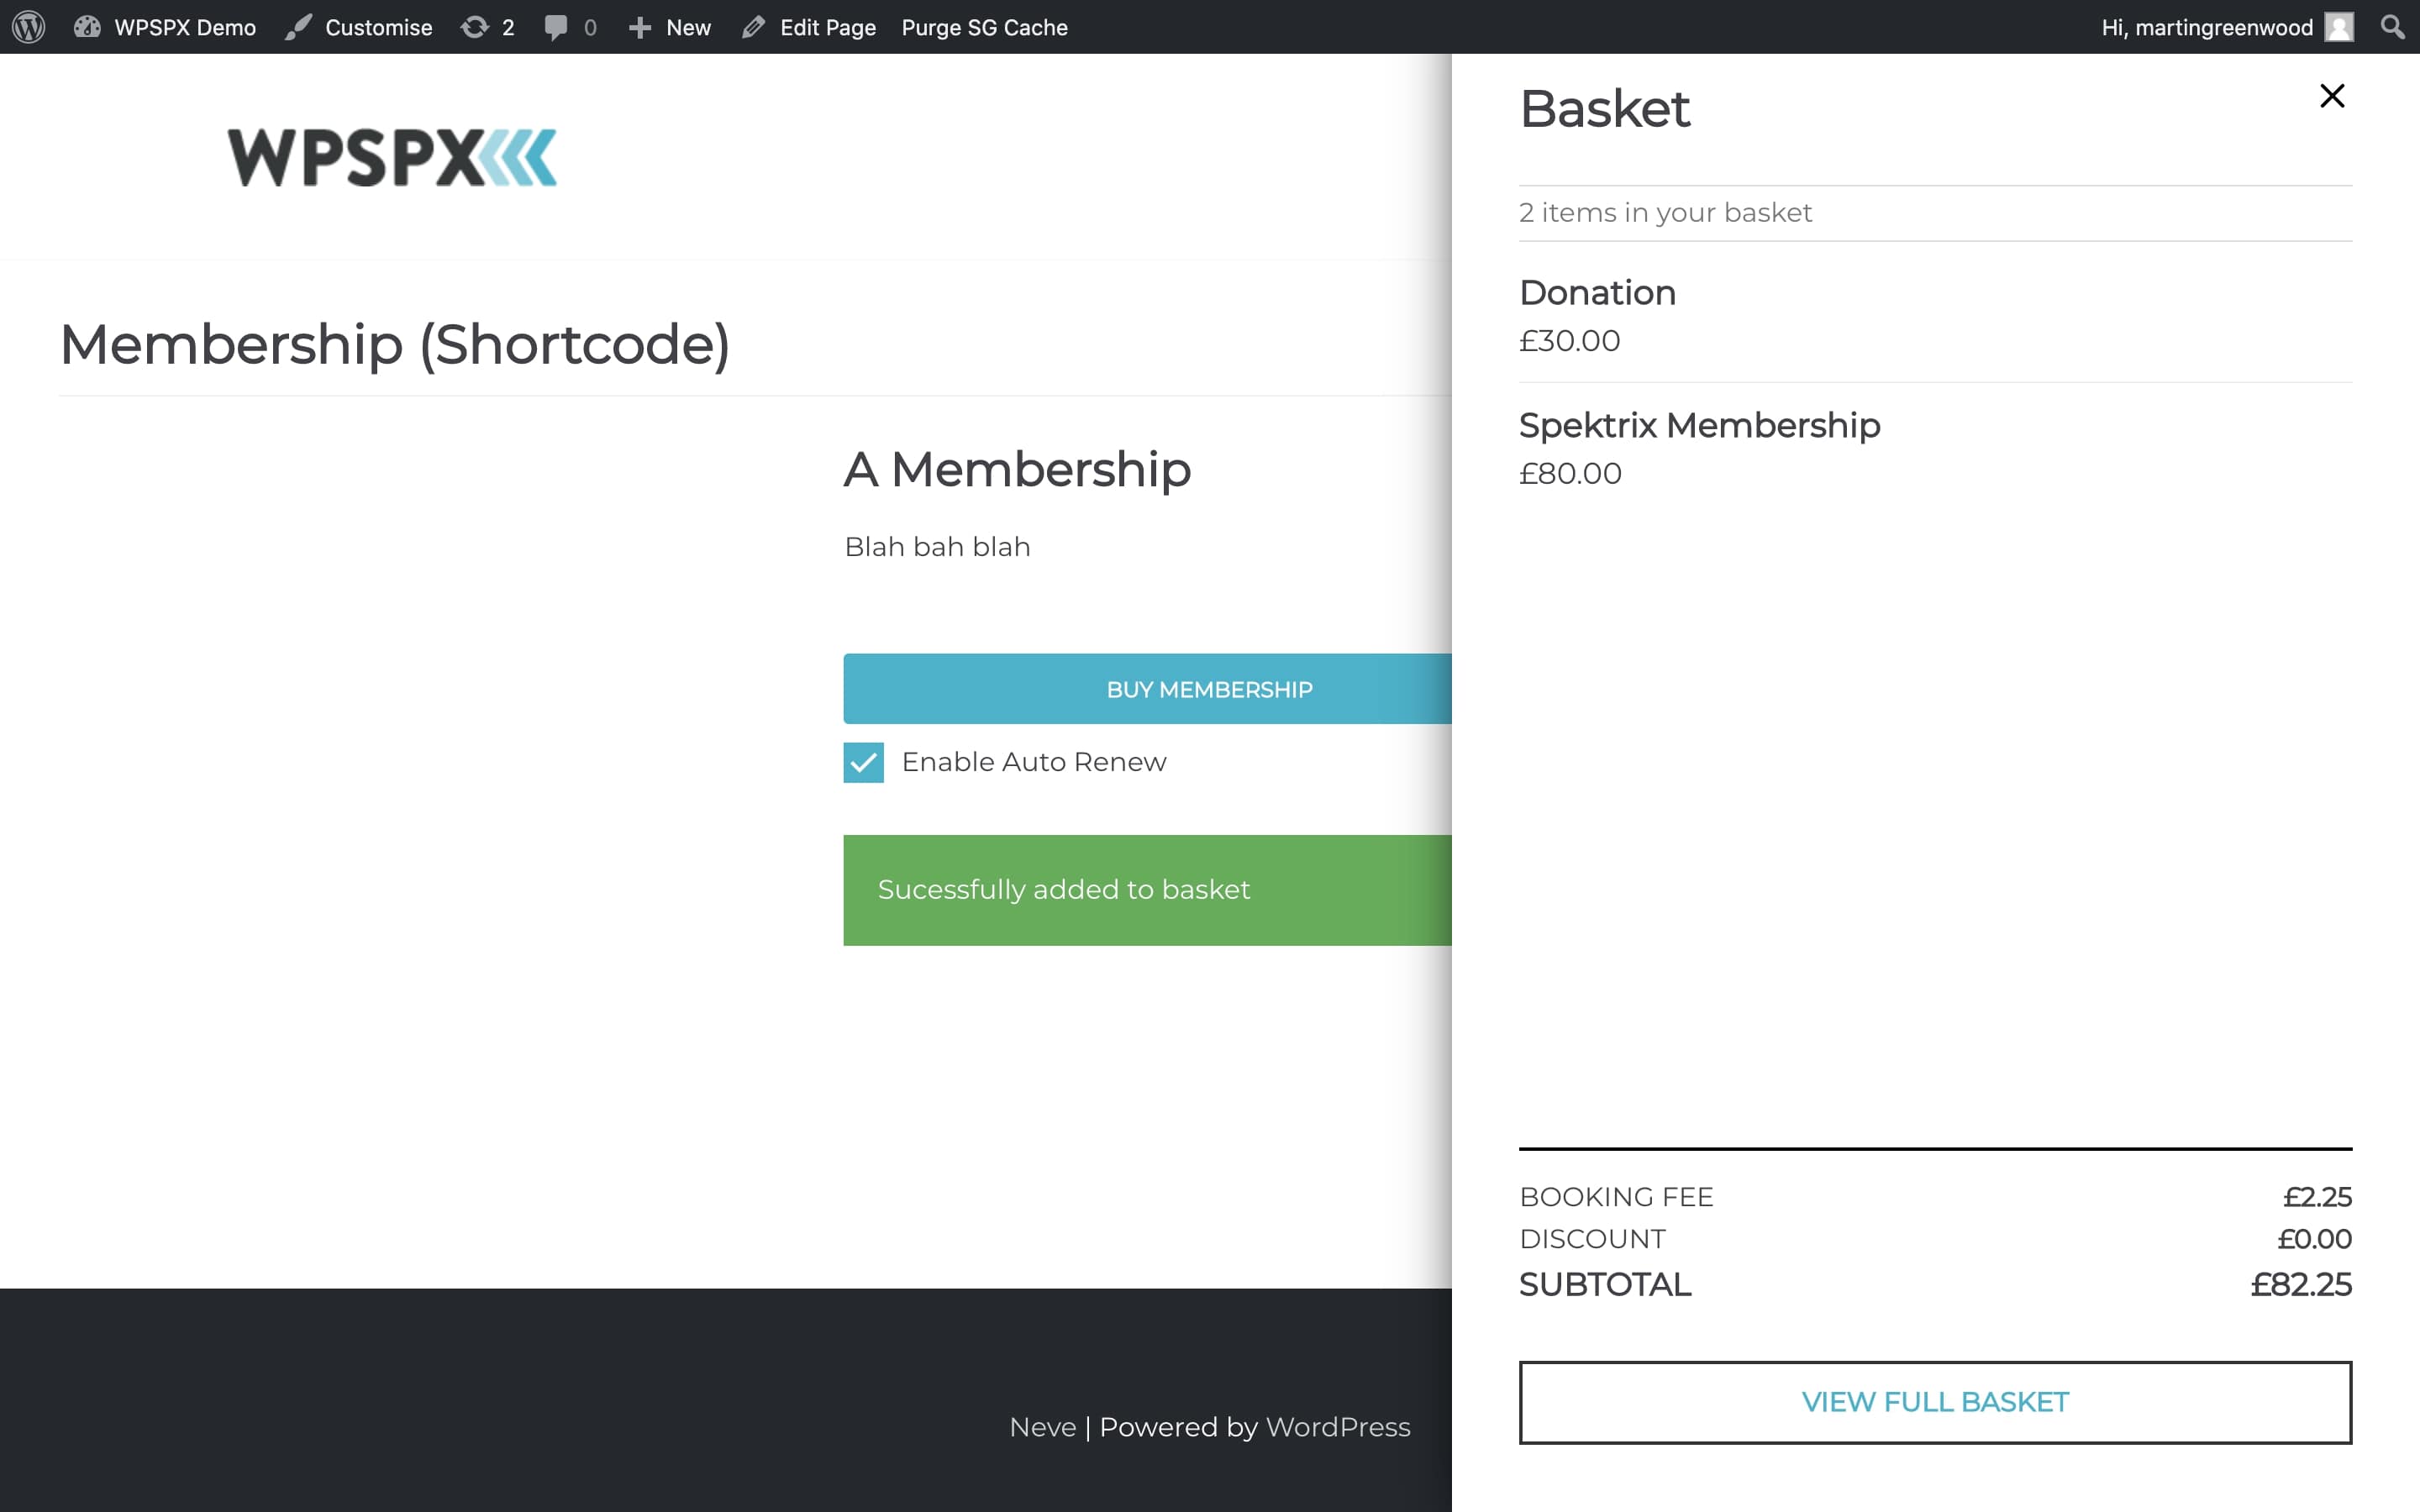 WPSPX Demo Customise 2 0 New Edit Page Purge SG Cache Hi, martingreenwood
WPSPX
Membership (Shortcode)
A Membership
Blah bah blah
BUY MEMBERSHIP
Enable Auto Renew
Sucessfully added to basket
Neve | Powered by WordPress
Basket
2 items in your basket
Donation
£30.00
Spektrix Membership
£80.00
BOOKING FEE £2.25
DISCOUNT £0.00
SUBTOTAL £82.25
VIEW FULL BASKET